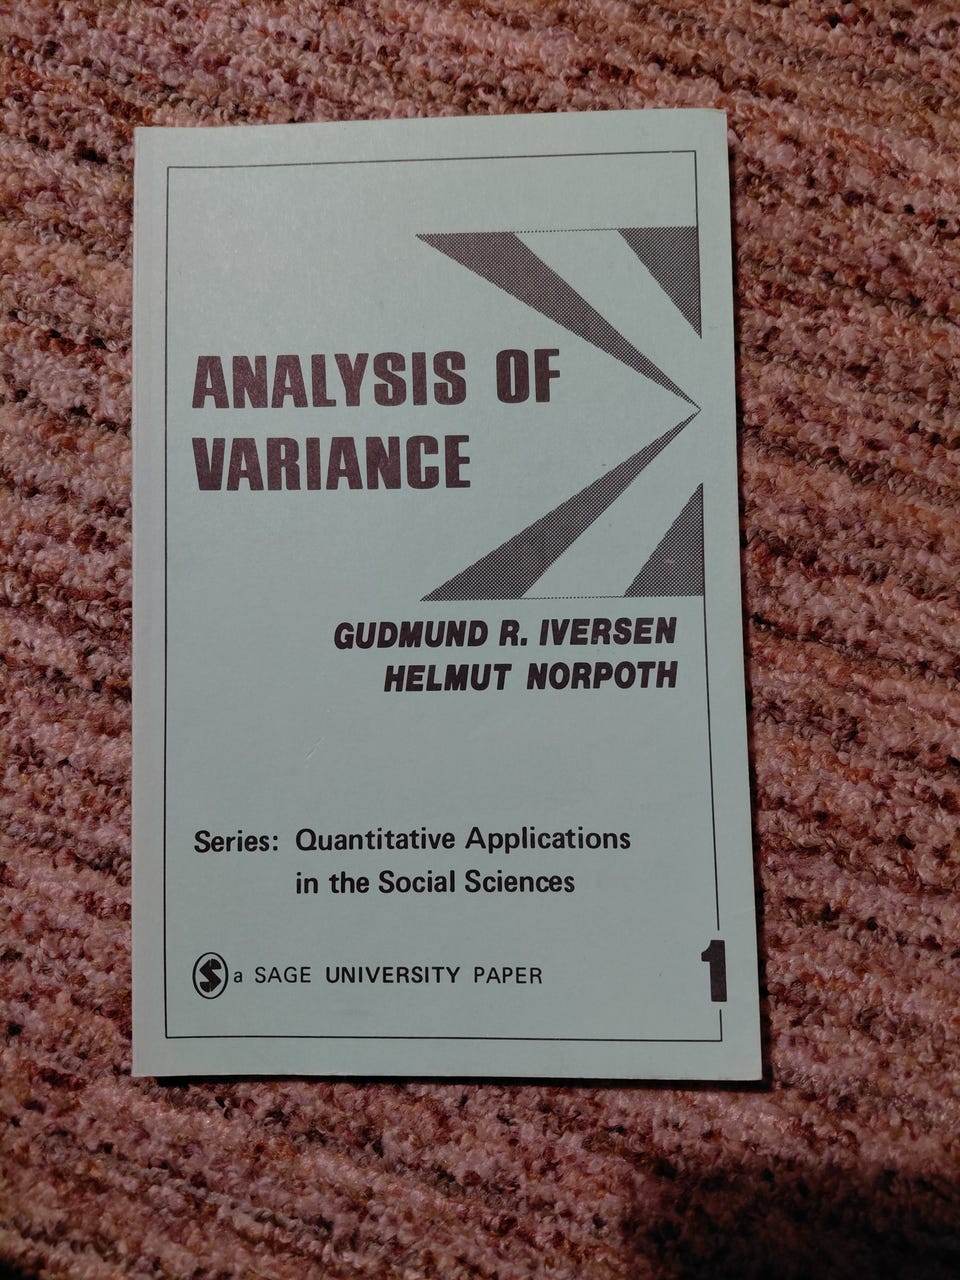 ANALYSIS OF
VARIANCE
GUDMUND R. IVERSEN
HELMUT NORPOTH
Series: Quantitative Applications
in the Social Sciences
S a SAGE UNIVERSITY PAPER
1